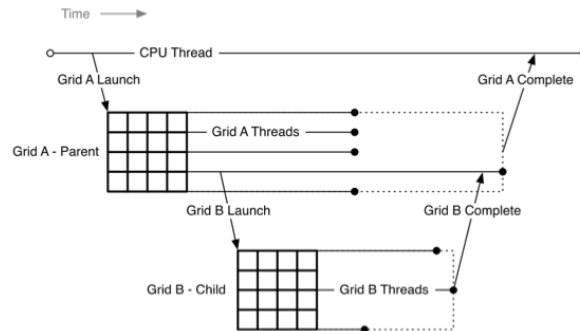 Time
CPU Thread
Grid A Launch
Grid A Complete
Grid A Threads
Grid A - Parent
Grid B Launch
Grid B Complete
Grid B - Child
Grid B Threads